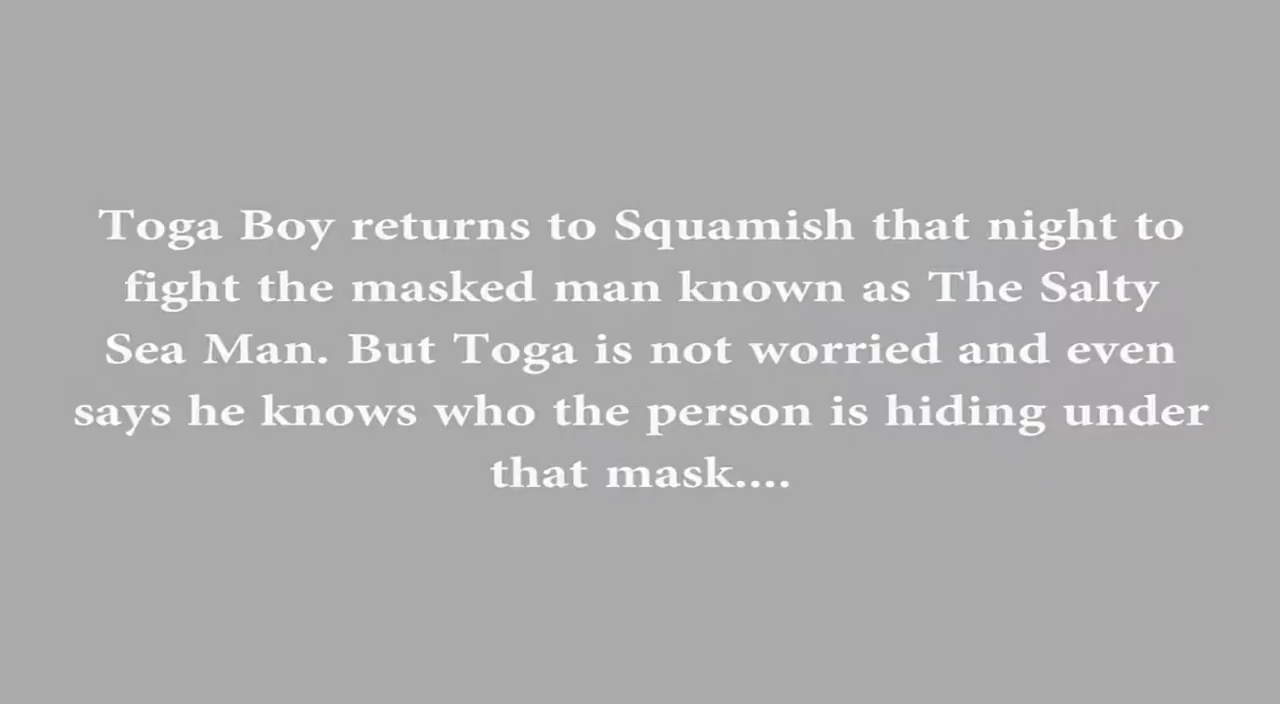 Toga Boy returns to Squamish that night to
fight the masked man known as The Salty
Sea Man. But Toga is not worried and even
says he knows who the person is hiding under
that mask....